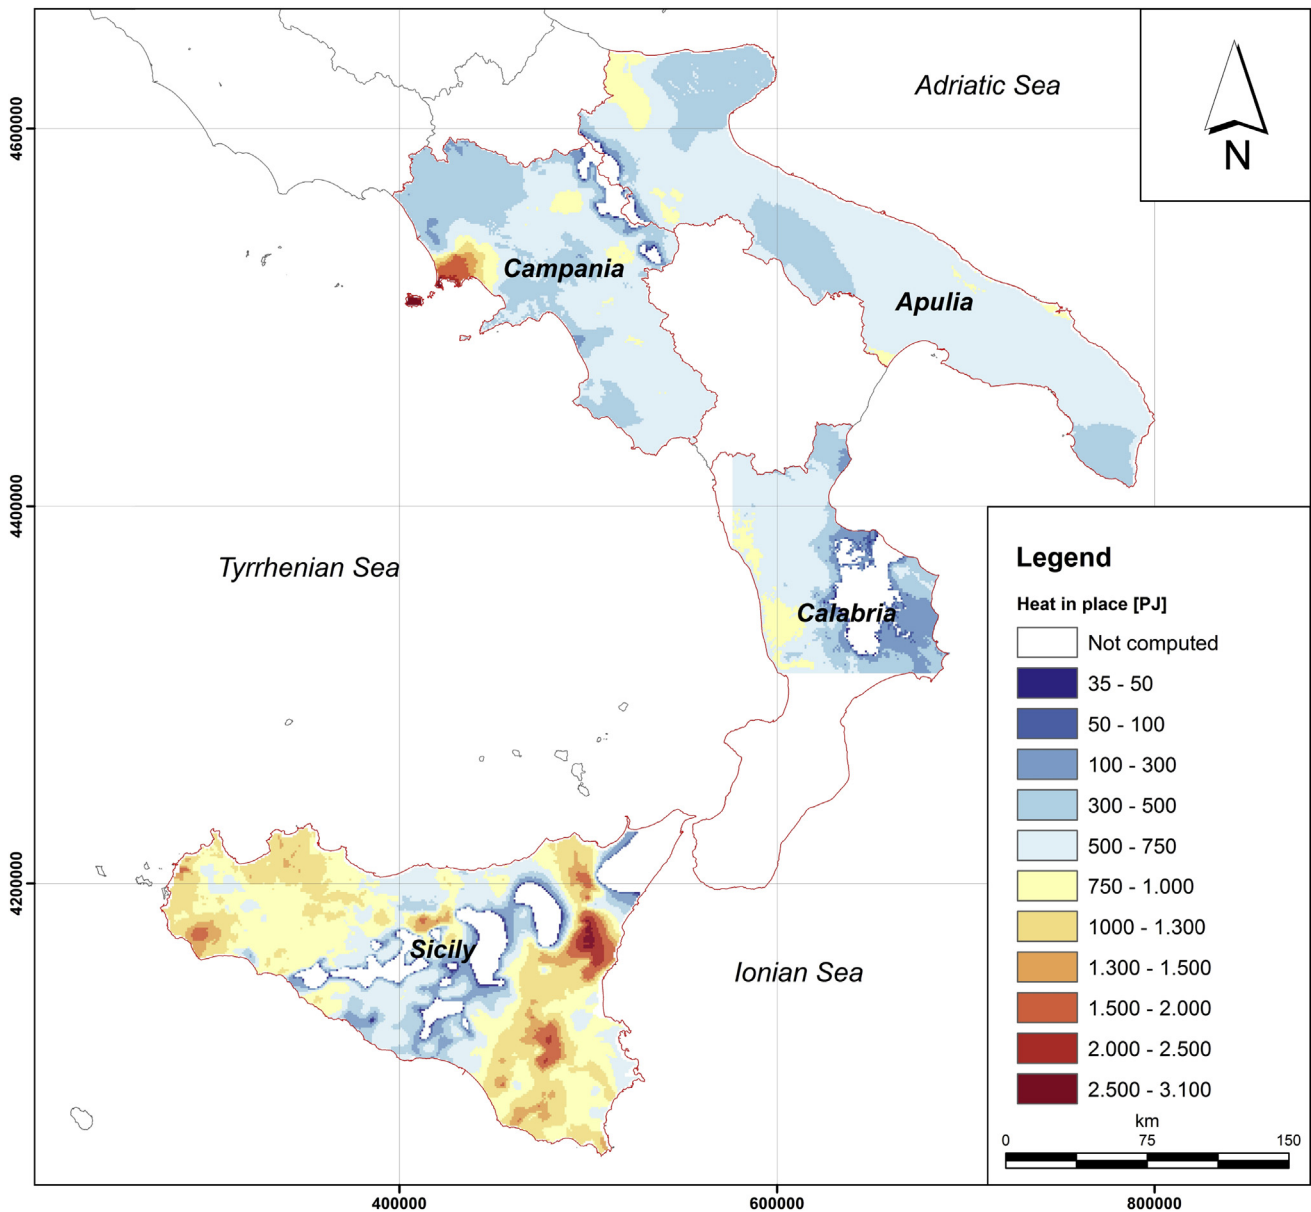 Adriatic Sea
N
4600000
Campania
Apulia
4400000
Tyrrhenian Sea
Calabria
Legend
Heat in place [PJ]
Not computed
35 - 50
50 - 100
100 - 300
300 - 500
500 - 750
750 - 1.000
1000 - 1.300
1.300 - 1.500
1.500 - 2.000
2.000 - 2.500
2.500 - 3.100
km
0 75 150
4200000
Sicily
Ionian Sea
400000 600000 800000